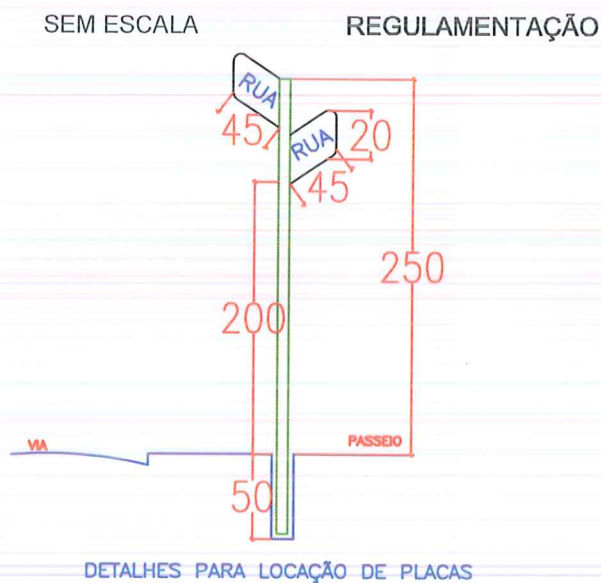 SEM ESCALA REGULAMENTAÇÃO
RUA
45
RUA
20
45
250
200
VIA
PASSEIO
50
DETALHES PARA LOCAÇÃO DE PLACAS